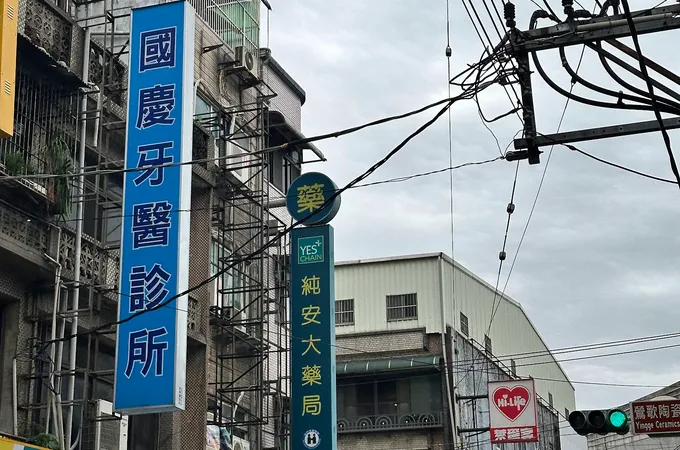 國慶牙醫診所
藥
YES+
CHAIN
純安大藥局
H
Hi-Life
萊爾富
鶯歌陶瓷
Yingge Ceramics